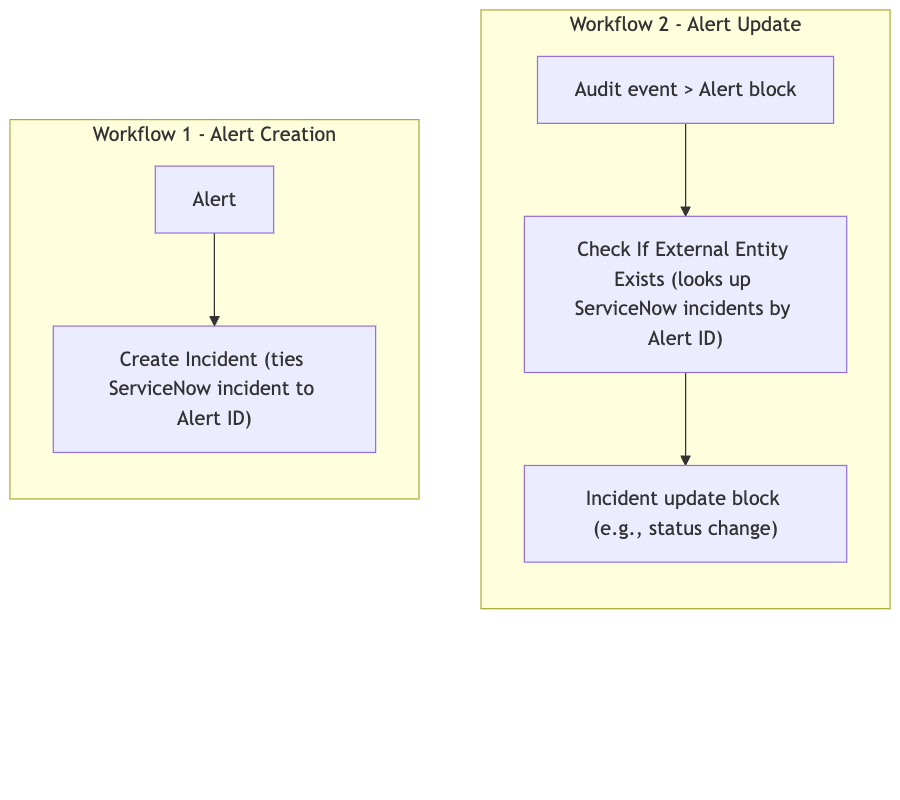 Workflow 1 - Alert Creation
Alert
Create Incident (ties
ServiceNow incident to
Alert ID)
Workflow 2 - Alert Update
Audit event > Alert block
Check If External Entity
Exists (looks up
ServiceNow incidents by
Alert ID)
Incident update block
(e.g., status change)